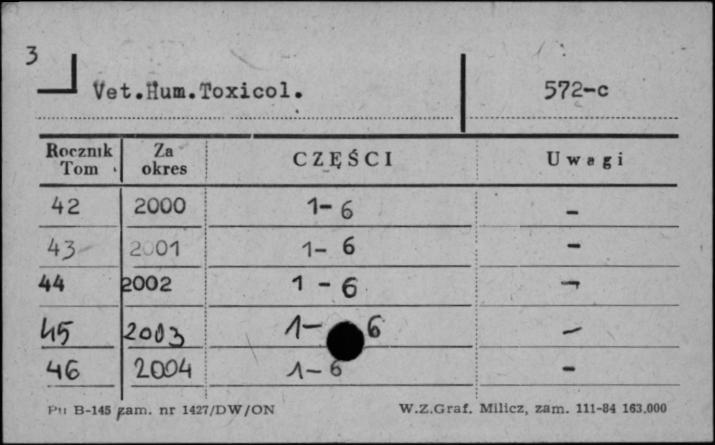 3
Vet.Hum.Toxicol. 572-c
Rocznik Tom Za okres CZĘŚCI Uwagi
42 2000 1-6 -
43 2001 1-6 -
44 2002 1-6 -
45 2003 1-6 -
46 2004 1-6 -
Pu B-145 zam. nr 1427/DW/ON W.Z.Graf. Milicz, zam. 111-84 163.000